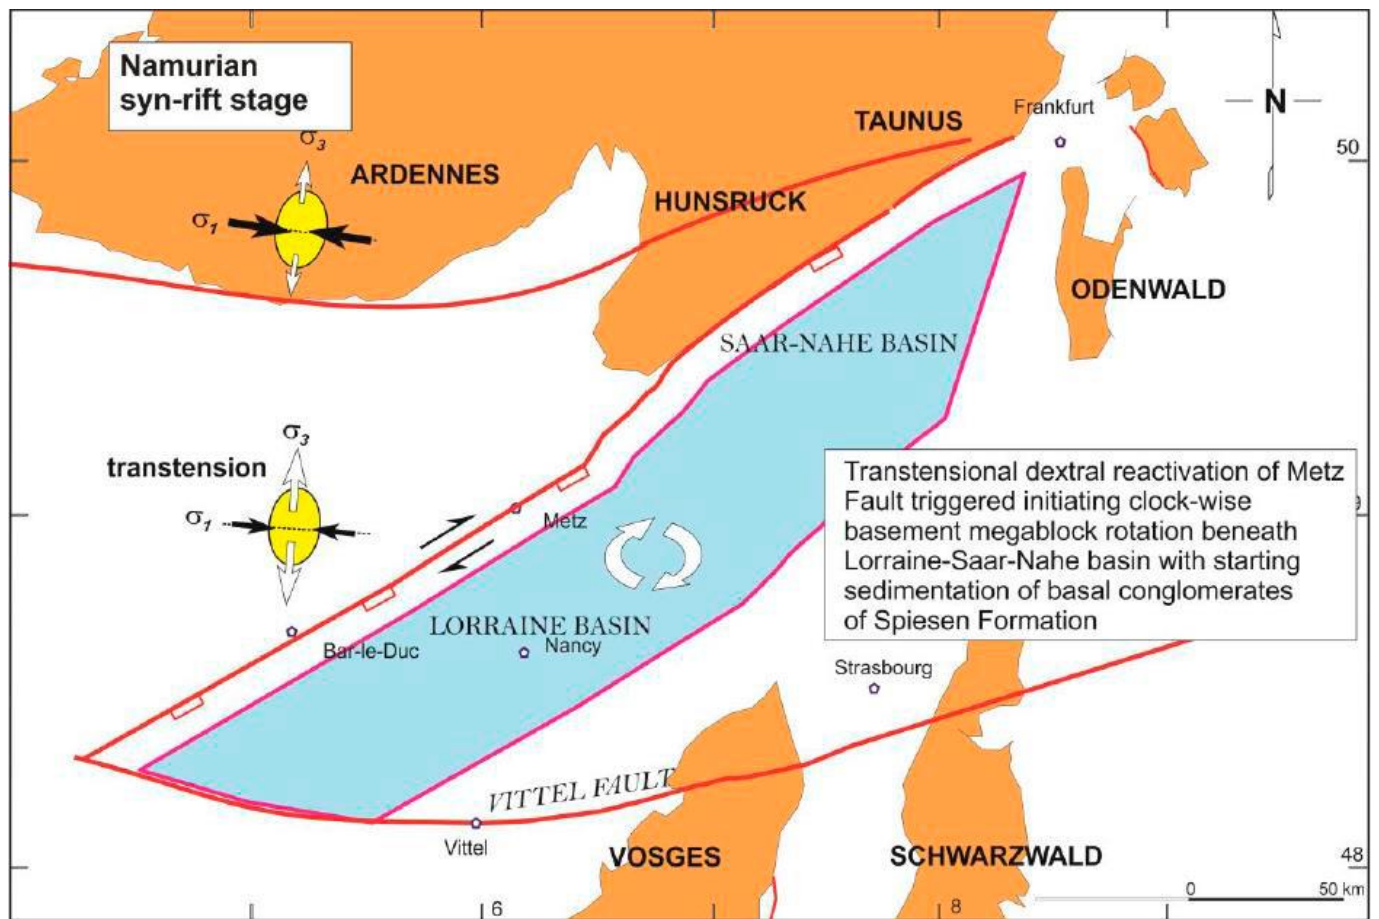 Namurian
syn-rift stage
σ3
ARDENNES
σ1
TAUNUS
Frankfurt
N
50
HUNSRUCK
ODENWALD
SAAR-NAHE BASIN
σ3
transtension
σ1
Metz
Transtensional dextral reactivation of Metz
Fault triggered initiating clock-wise
basement megablock rotation beneath
Lorraine-Saar-Nahe basin with starting
sedimentation of basal conglomerates
of Spiesen Formation
9
LORRAINE BASIN
Bar-le-Duc
Nancy
Strasbourg
VITTEL FAULT
Vittel
VOSGES
SCHWARZWALD
48
0 50 km
6
8